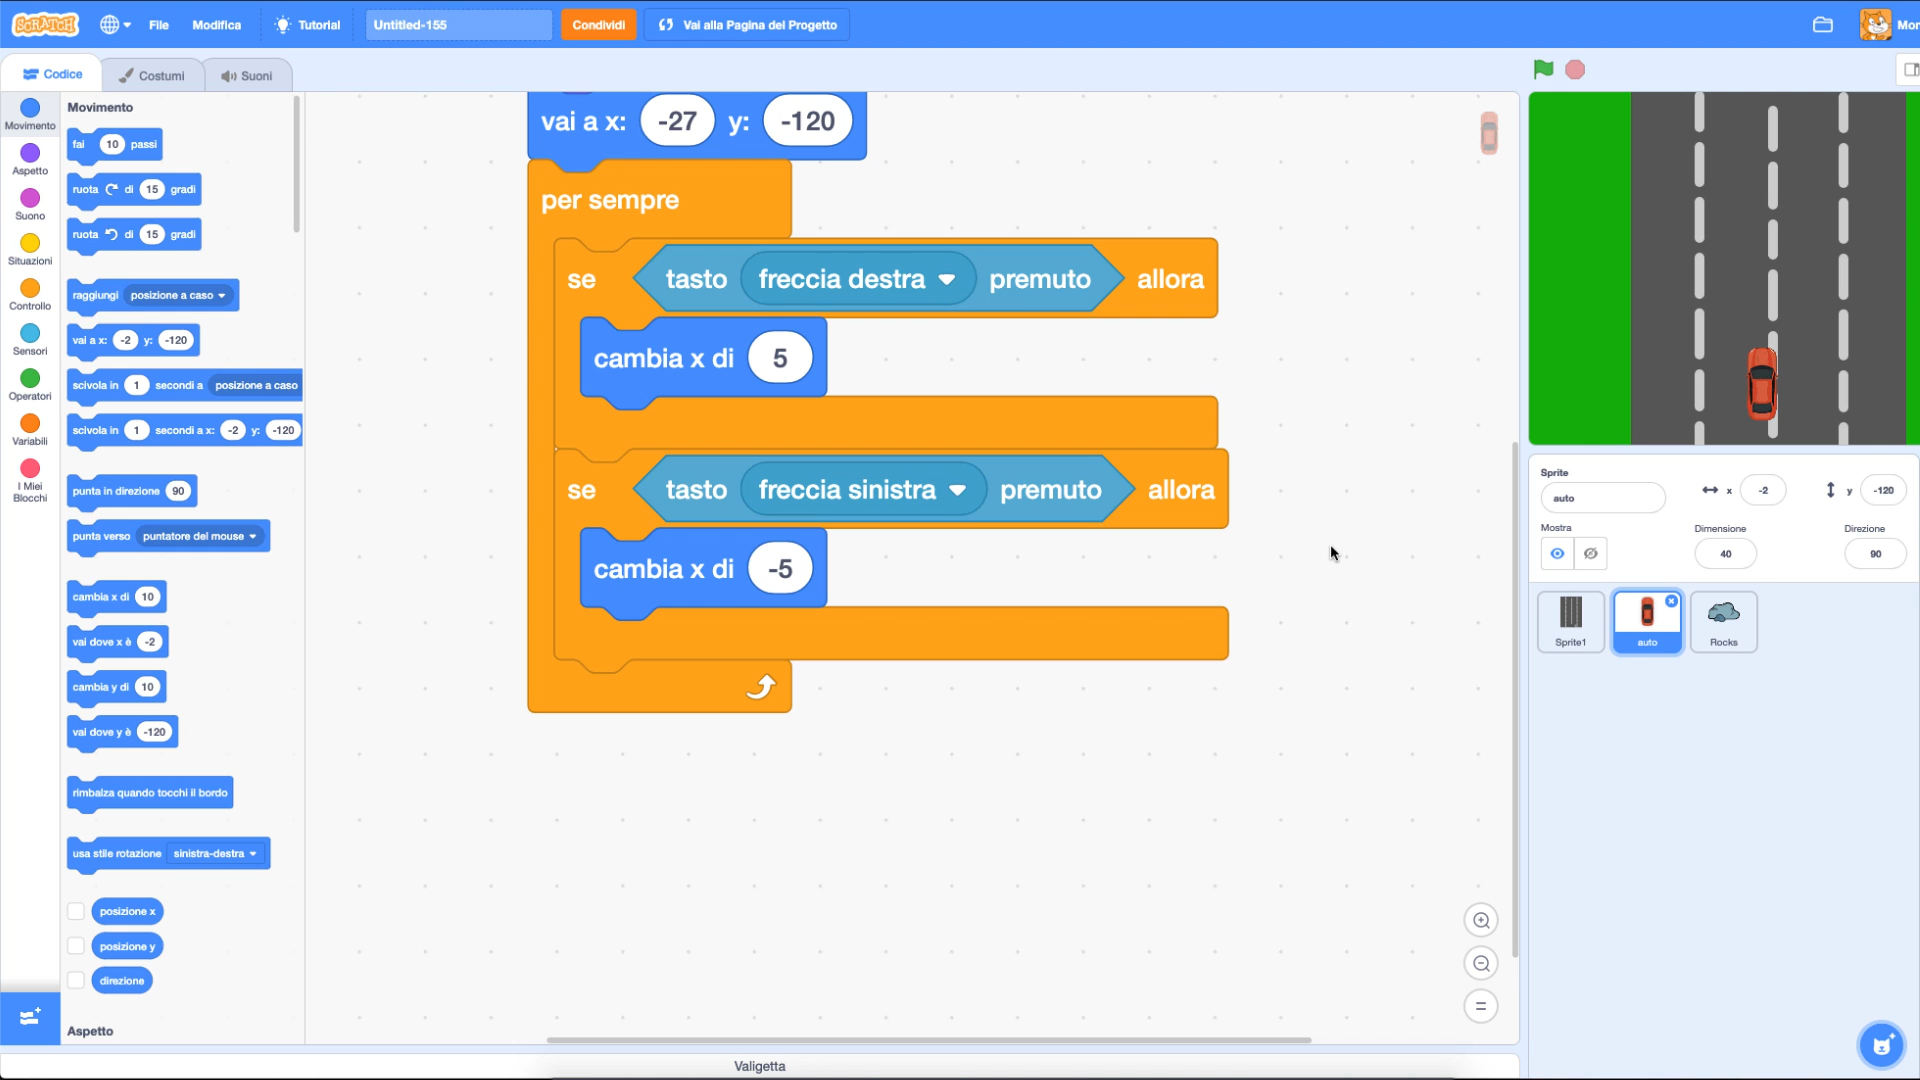 SCRATCH File Modifica Tutorial Untitled-155 Condividi Vai alla Pagina del Progetto Mor
Codice Costumi Suoni
Movimento
Aspetto
Suono
Situazioni
Controllo
Sensori
Operatori
Variabili
I Miei
Blocchi
Movimento
fai 10 passi
ruota di 15 gradi
ruota di 15 gradi
raggiungi posizione a caso
vai a x: -2 y: -120
scivola in 1 secondi a posizione a caso
scivola in 1 secondi a x: -2 y: -120
punta in direzione 90
punta verso puntatore del mouse
cambia x di 10
vai dove x è -2
cambia y di 10
vai dove y è -120
rimbalza quando tocchi il bordo
usa stile rotazione sinistra-destra
posizione x
posizione y
direzione
Aspetto
vai a x: -27 y: -120
per sempre
se tasto freccia destra premuto allora
cambia x di 5
se tasto freccia sinistra premuto allora
cambia x di -5
Valigetta
Sprite
auto x -2 y -120
Mostra Dimensione Direzione
40 90
Sprite1 auto Rocks